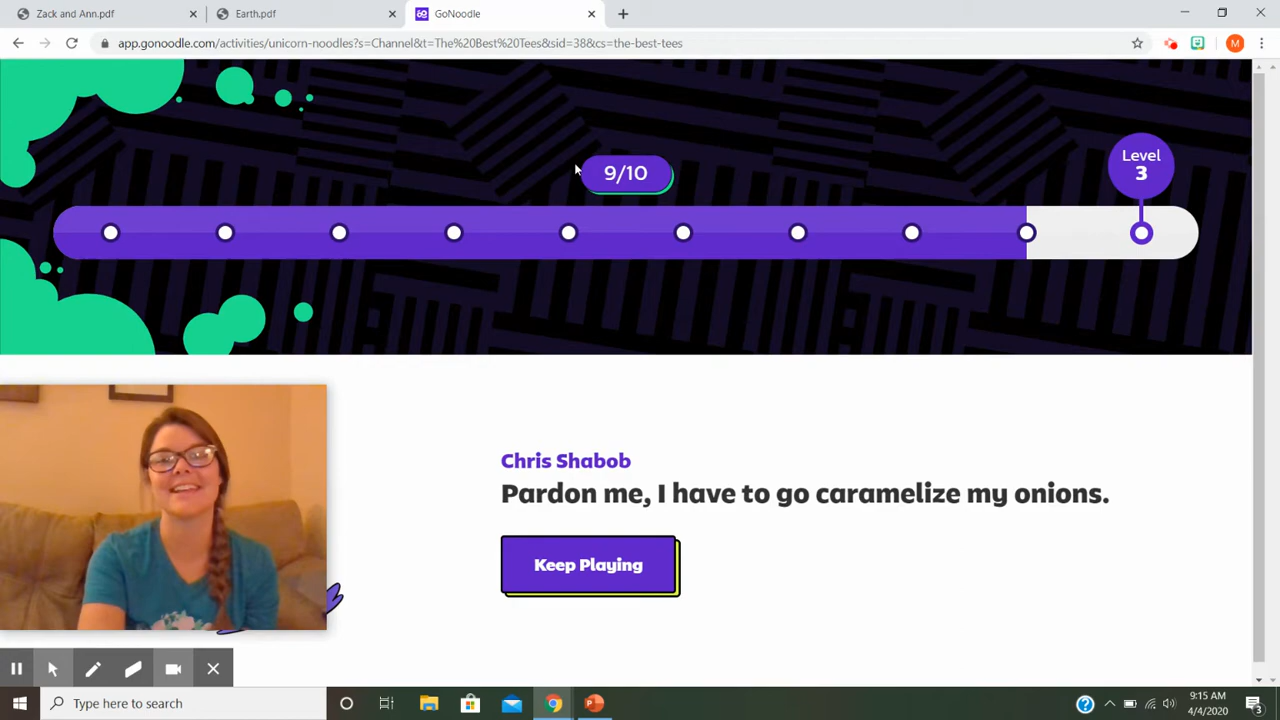 Zack and Ann.pdf
Earth.pdf
GoNoodle
app.gonoodle.com/activities/unicorn-noodles?s=Channel&t=The%20Best%20Tees&sid=38&cs=the-best-tees
M
9/10
Level
3
Chris Shabob
Pardon me, I have to go caramelize my onions.
Keep Playing
Type here to search
9:15 AM
4/4/2020
3